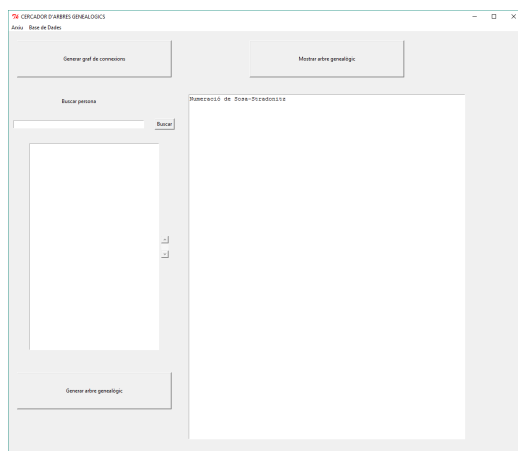 CERCADOR D'ARBRES GENEALOGICS
Arxiu Base de Dades
Generar graf de connexions
Mostrar arbre genealògic
Buscar persona
Buscar
Numeració de Sosa-Stradonitz
Generar arbre genealògic